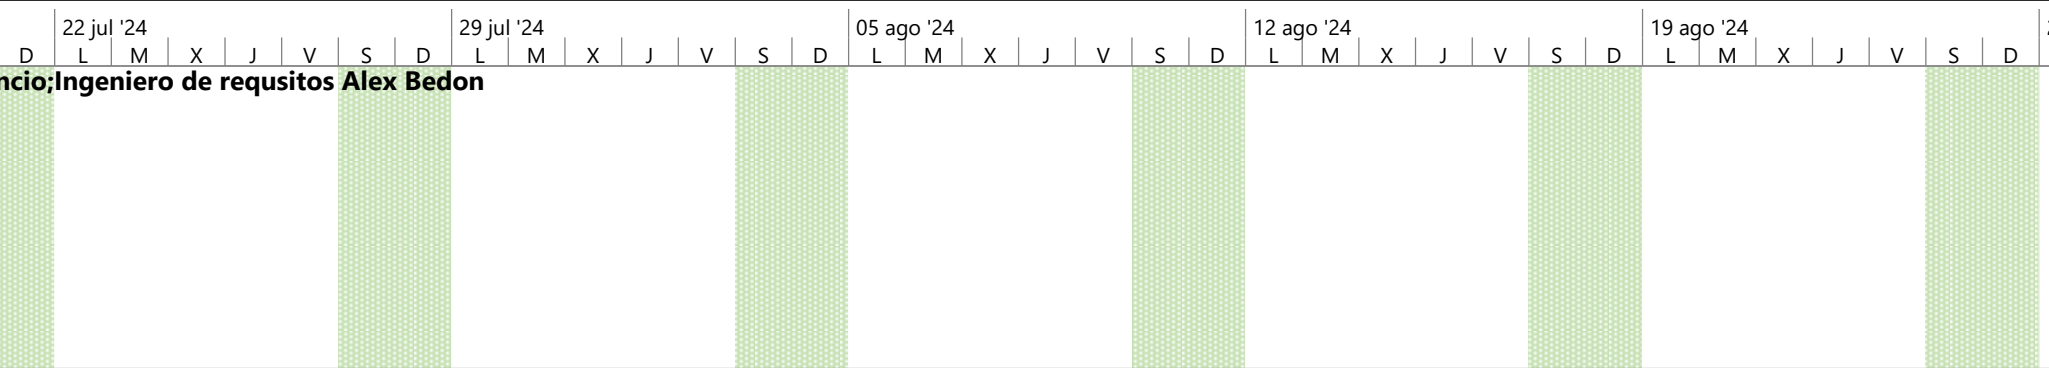 22 jul '24 29 jul '24 05 ago '24 12 ago '24 19 ago '24
D L M X J V S D L M X J V S D L M X J V S D L M X J V S D L M X J V S D
ncio;Ingeniero de requsitos Alex Bedon